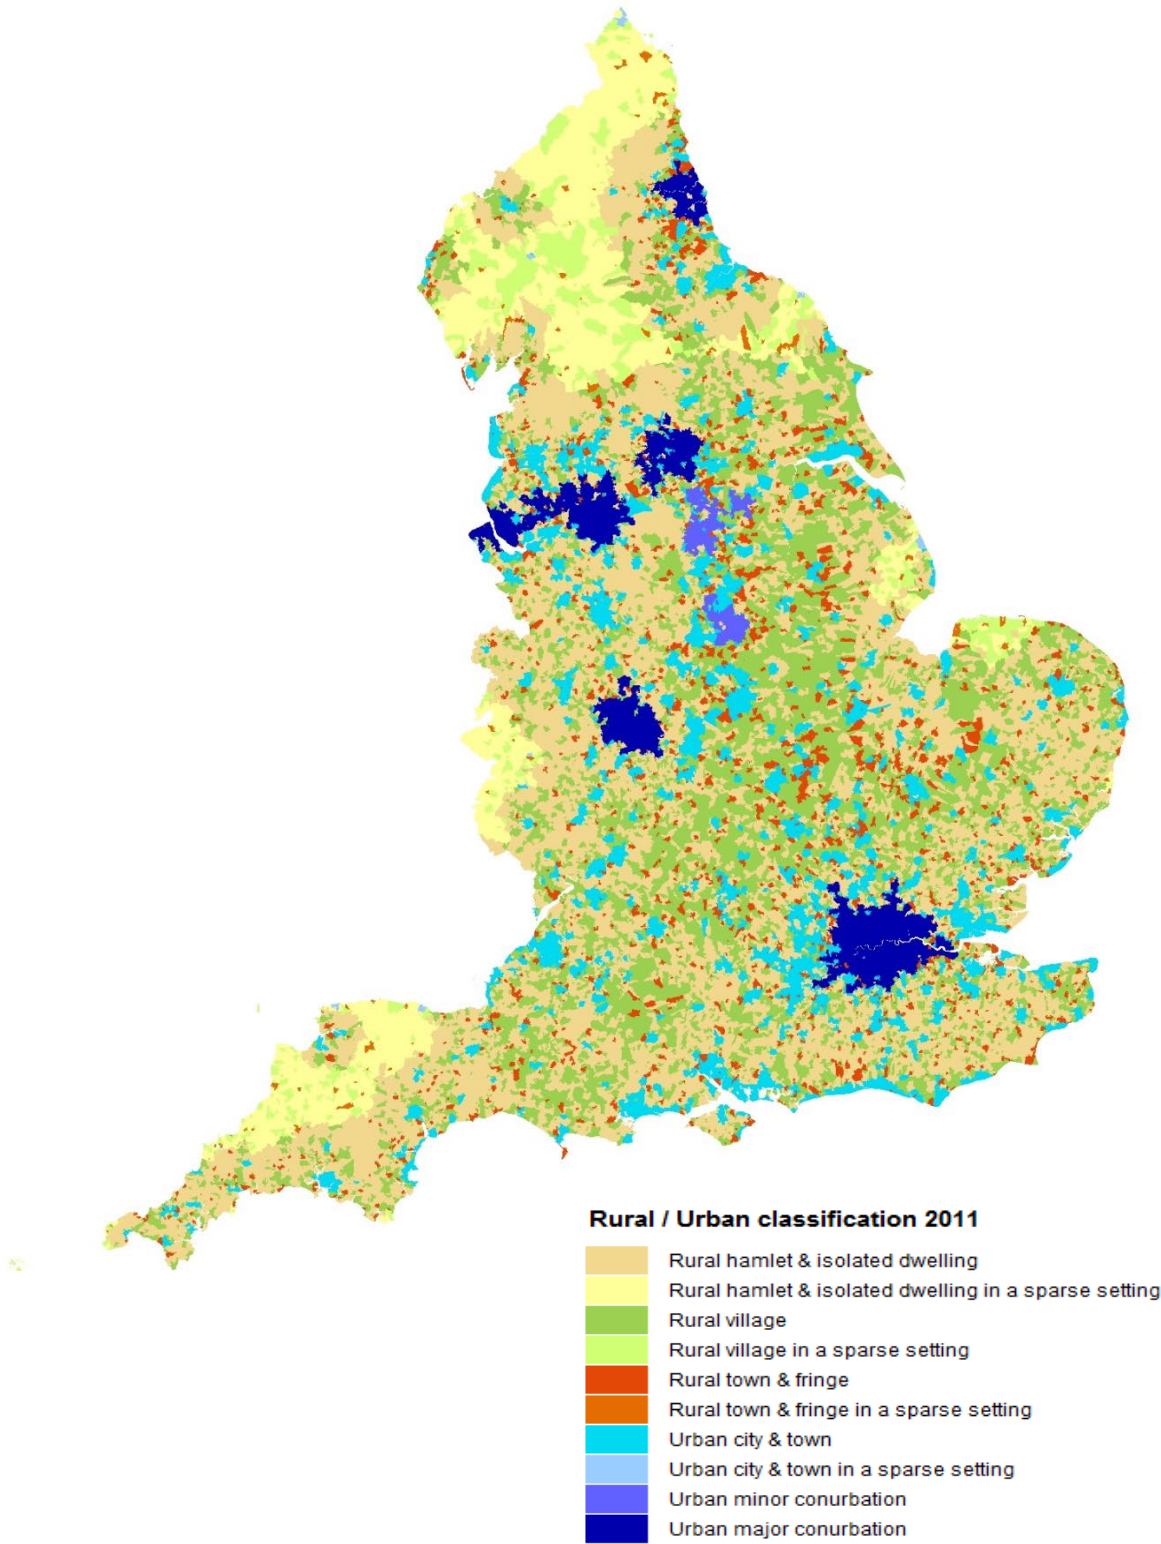 Rural / Urban classification 2011
Rural hamlet & isolated dwelling
Rural hamlet & isolated dwelling in a sparse setting
Rural village
Rural village in a sparse setting
Rural town & fringe
Rural town & fringe in a sparse setting
Urban city & town
Urban city & town in a sparse setting
Urban minor conurbation
Urban major conurbation